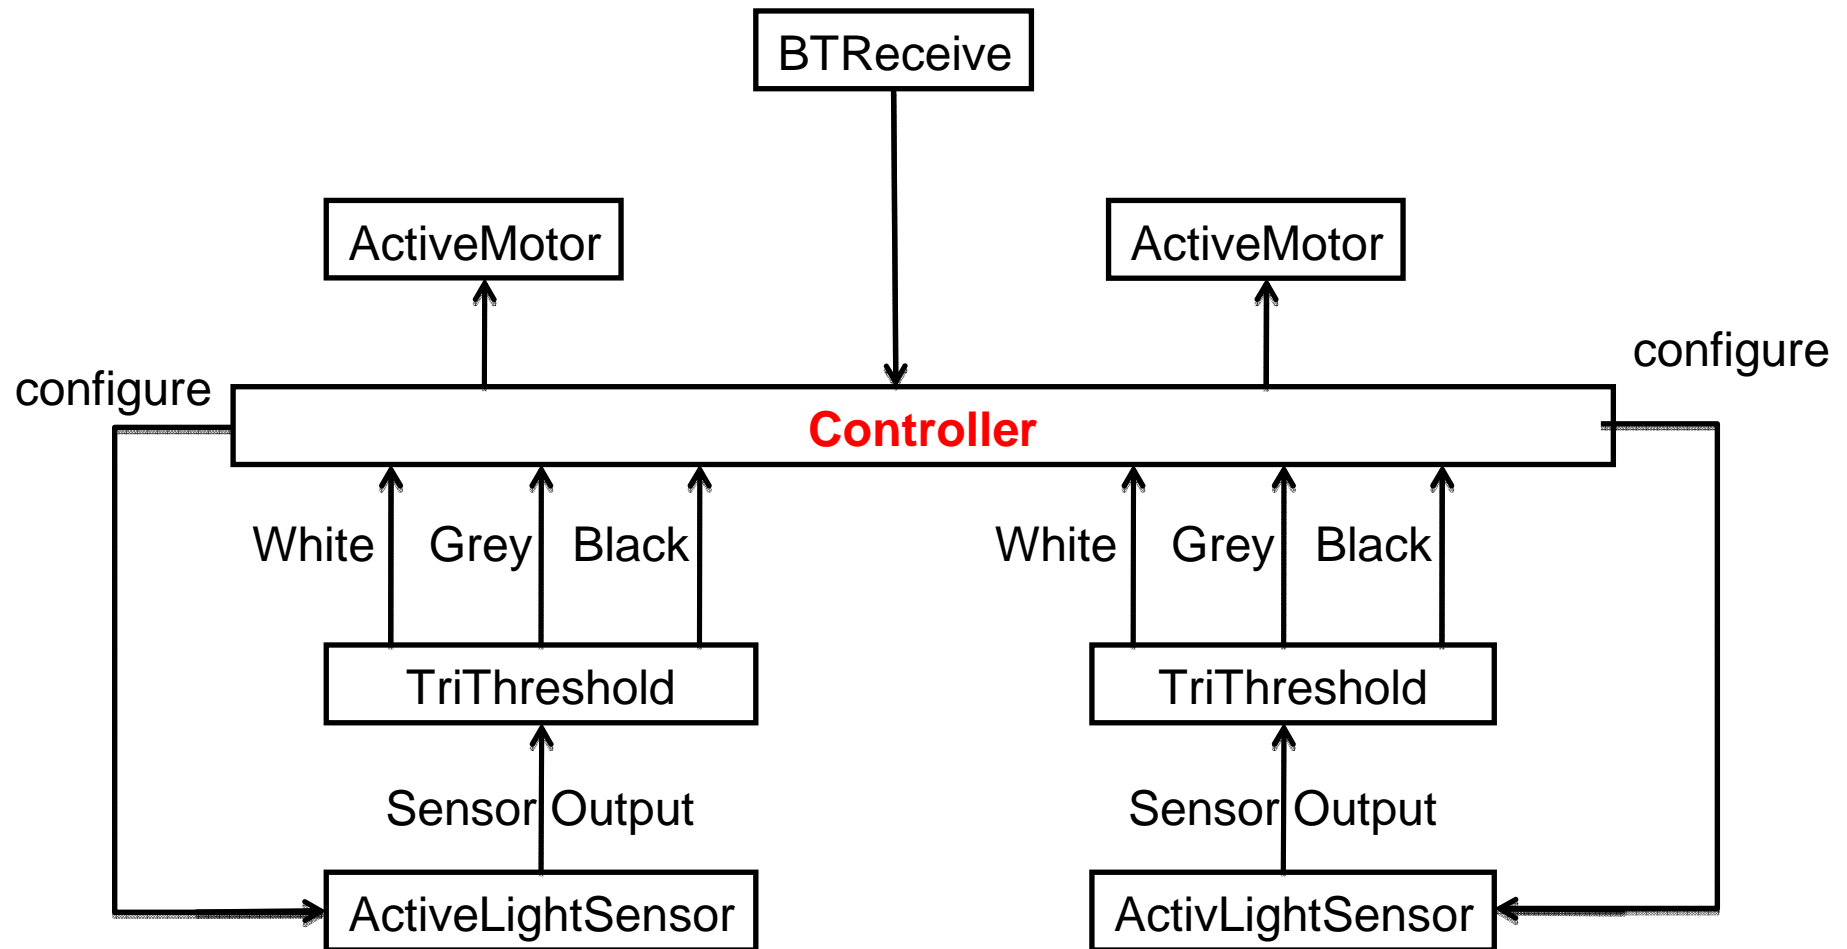 BTReceive
ActiveMotor
ActiveMotor
configure
configure
Controller
White Grey Black
White Grey Black
TriThreshold
TriThreshold
Sensor Output
Sensor Output
ActiveLightSensor
ActivLightSensor